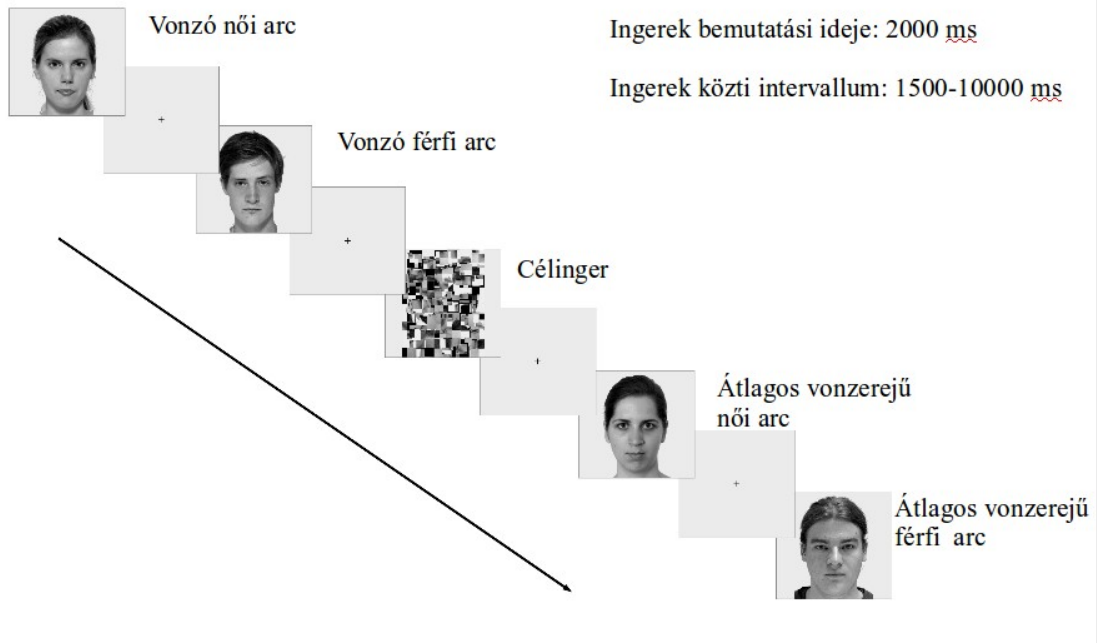 Vonzó női arc
Ingerek bemutatási ideje: 2000 ms
Ingerek közti intervallum: 1500-10000 ms
Vonzó férfi arc
Célinger
Átlagos vonzerejű
női arc
Átlagos vonzerejű
férfi arc